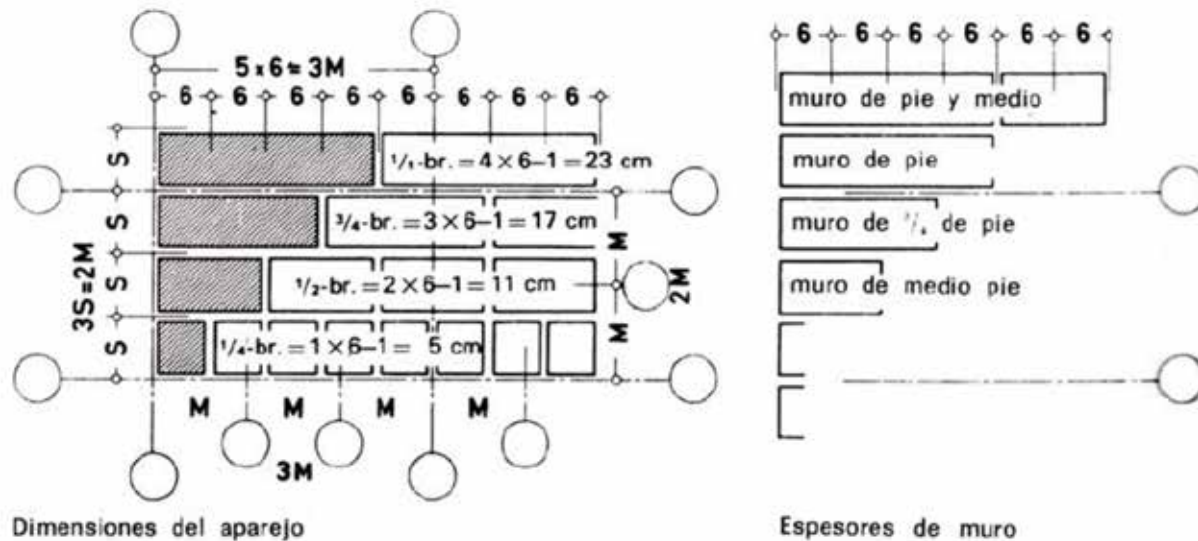 5 x 6 = 3M
6 6 6 6 6 6 6 6
S
1/1-br. = 4 × 6–1 = 23 cm
S
3/4-br. = 3 × 6–1 = 17 cm
M
3S=2M
S
1/2-br. = 2 × 6–1 = 11 cm
2M
S
1/4-br. = 1 × 6–1 = 5 cm
M
M M M M
3M
Dimensiones del aparejo
6 6 6 6 6 6
muro de pie y medio
muro de pie
muro de 3/4 de pie
muro de medio pie
Espesores de muro